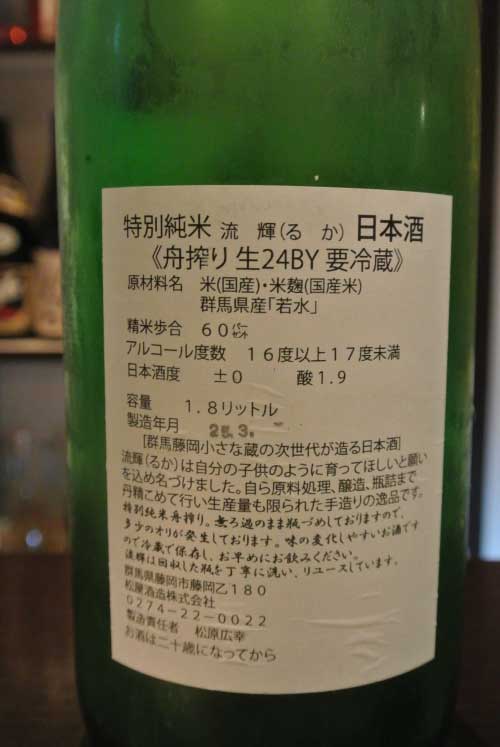 特別純米 流 輝(る か) 日本酒
《舟搾り 生24BY 要冷蔵》
原材料名 米(国産)・米麹(国産米)
群馬県産「若水」
精米歩合 60㌫
アルコール度数 16度以上17度未満
日本酒度 ±0 酸1.9
容量 1.8リットル
製造年月 25.3.
[群馬藤岡小さな蔵の次世代が造る日本酒]
流輝(るか)は自分の子供のように育ってほしいと願い
を込め名づけました。自ら原料処理、醸造、瓶詰まで
丹精こめて行い生産量も限られた手造りの逸品です。
特別純米舟搾り。無ろ過のまま瓶づめしておりますので、
多少のオリが発生しております。味の変化しやすいお酒です
ので冷蔵で保存し、お早めにお飲みください。
流輝は回収した瓶を丁寧に洗い、リユースしています。
群馬県藤岡市藤岡乙180
松屋酒造株式会社
0274-22-0022
製造責任者 松原広幸
お酒は二十歳になってから